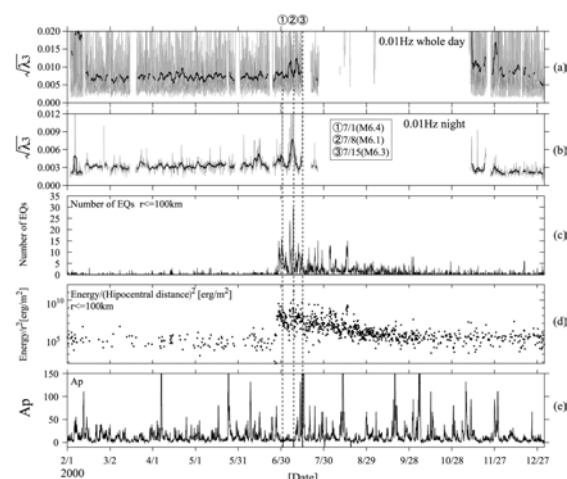 ①②③
0.020
0.015
0.010
0.005
0.000
√λ3
0.01Hz whole day
(a)
0.012
0.009
0.006
0.003
0.000
√λ3
①7/1(M6.4)
②7/8(M6.1)
③7/15(M6.3)
0.01Hz night
(b)
35
30
25
20
15
10
5
0
Number of EQs
Number of EQs r<=100km
(c)
10¹⁰
10⁵
Energy/r²[erg/m²]
Energy/(Hipocentral distance)² [erg/m²]
r<=100km
(d)
150
100
50
0
Ap
Ap
(e)
2/1 3/2 4/1 5/1 5/31 6/30 7/30 8/29 9/28 10/28 11/27 12/27
2000
[Date]